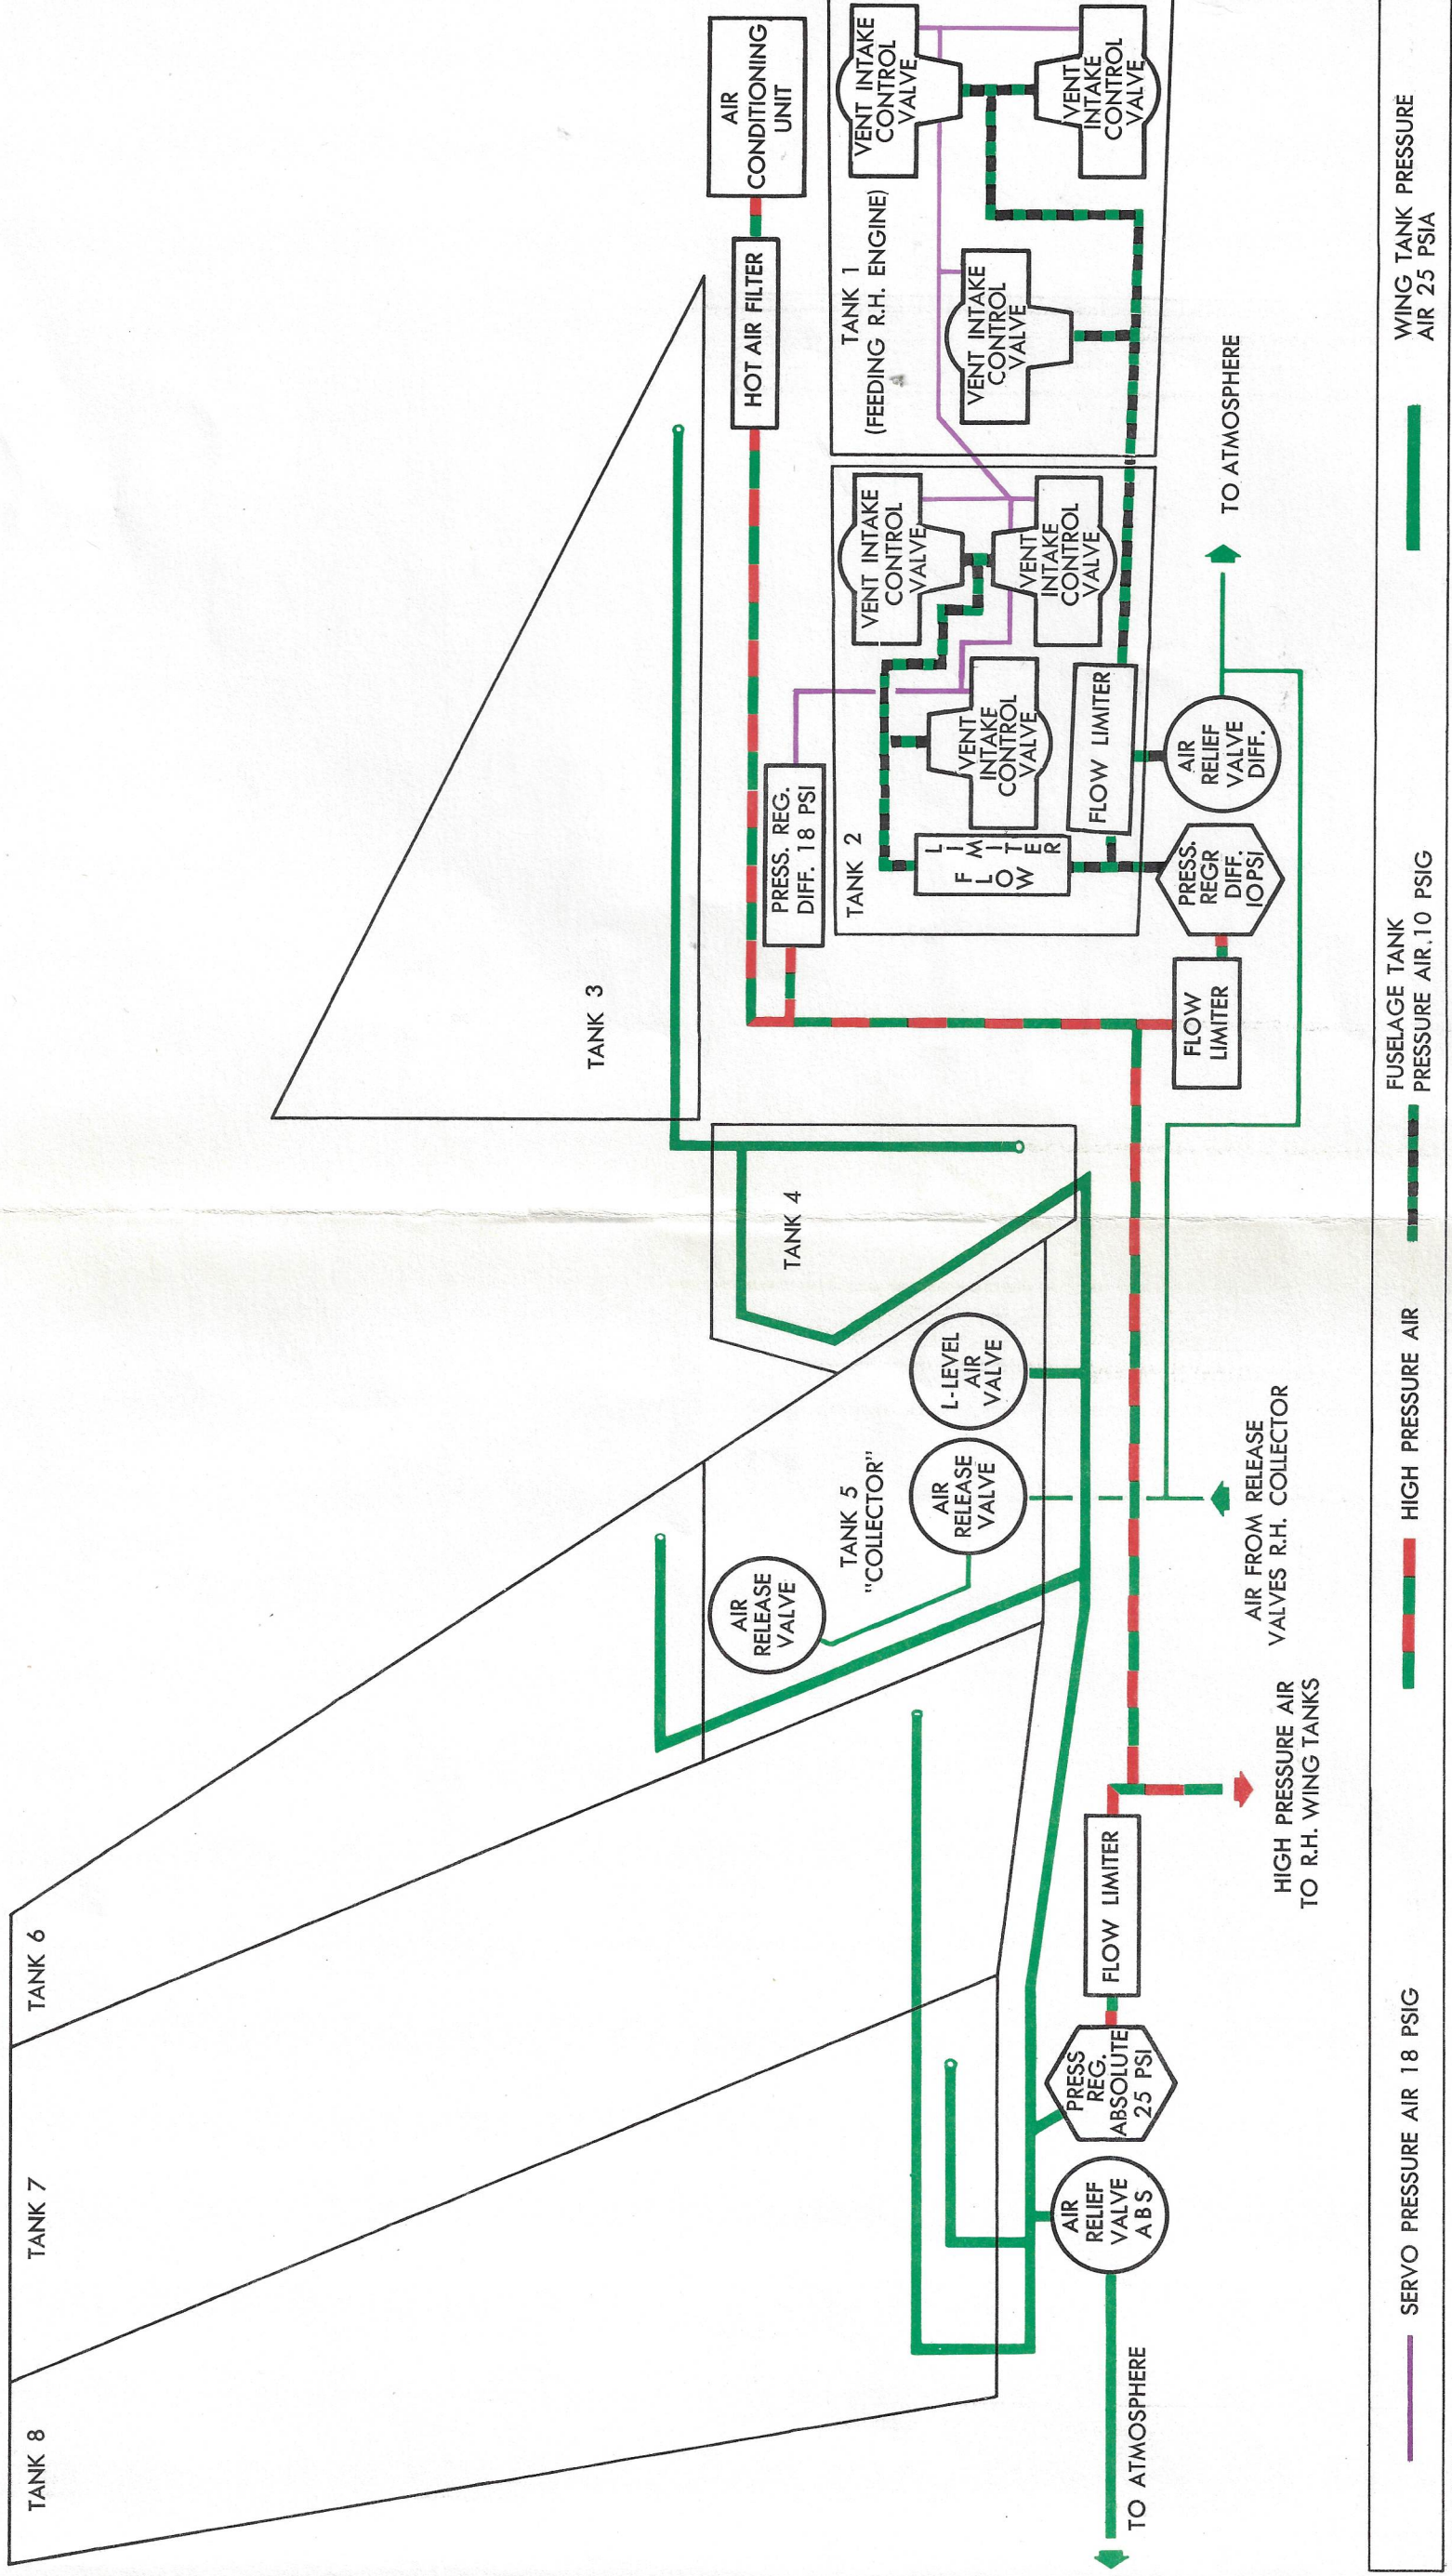 TANK 8
TANK 7
TANK 6
TANK 3
AIR
CONDITIONING
UNIT
HOT AIR FILTER
TANK 4
TANK 5
"COLLECTOR"
AIR
RELEASE
VALVE
AIR
RELEASE
VALVE
L-LEVEL
AIR
VALVE
PRESS. REG.
DIFF. 18 PSI
TANK 2
VENT INTAKE
CONTROL
VALVE
VENT
INTAKE
CONTROL
VALVE
VENT
INTAKE
CONTROL
VALVE
FLOW
LIMITER
FLOW LIMITER
TANK 1
(FEEDING R.H. ENGINE)
VENT INTAKE
CONTROL
VALVE
VENT INTAKE
CONTROL
VALVE
VENT
INTAKE
CONTROL
VALVE
AIR
RELIEF
VALVE
ABS
PRESS
REG.
ABSOLUTE
25 PSI
FLOW LIMITER
FLOW
LIMITER
PRESS.
REGR
DIFF.
10PSI
AIR
RELIEF
VALVE
DIFF.
TO ATMOSPHERE
TO ATMOSPHERE
HIGH PRESSURE AIR
TO R.H. WING TANKS
AIR FROM RELEASE
VALVES R.H. COLLECTOR
SERVO PRESSURE AIR 18 PSIG
HIGH PRESSURE AIR
FUSELAGE TANK
PRESSURE AIR.10 PSIG
WING TANK PRESSURE
AIR 25 PSIA